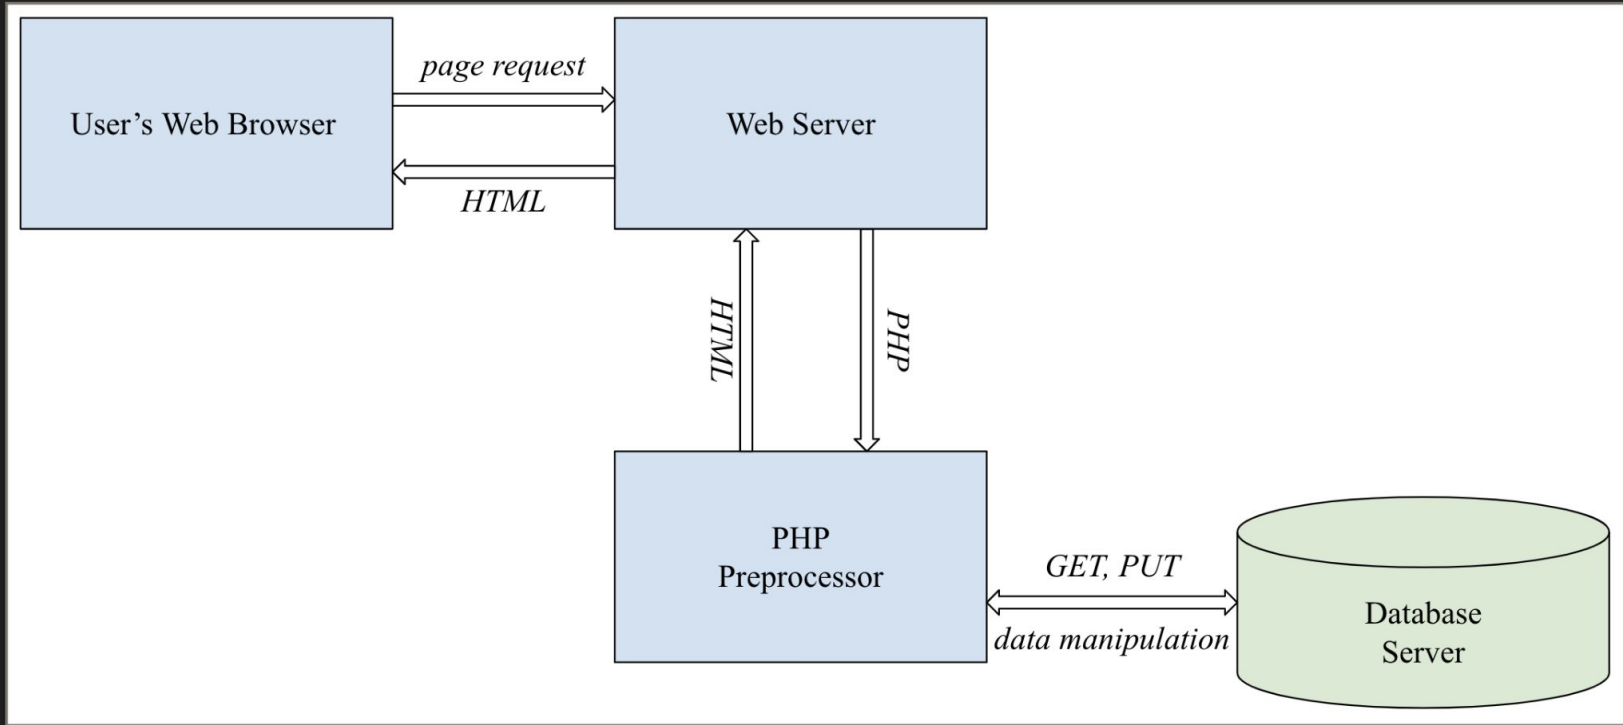 page request
User’s Web Browser
Web Server
HTML
HTML
PHP
PHP
Preprocessor
GET, PUT
data manipulation
Database
Server